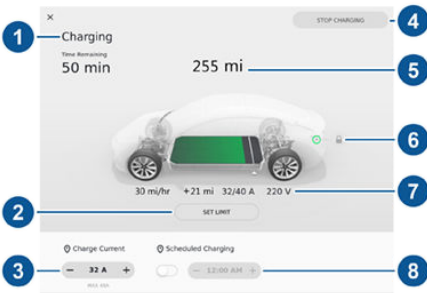 ×
STOP CHARGING
4
1
Charging
Time Remaining
50 min
255 mi
5
6
30 mi/hr +21 mi 32/40 A 220 V
7
2
SET LIMIT
Charge Current
Scheduled Charging
3
− 32 A +
− 12:00 AM +
8